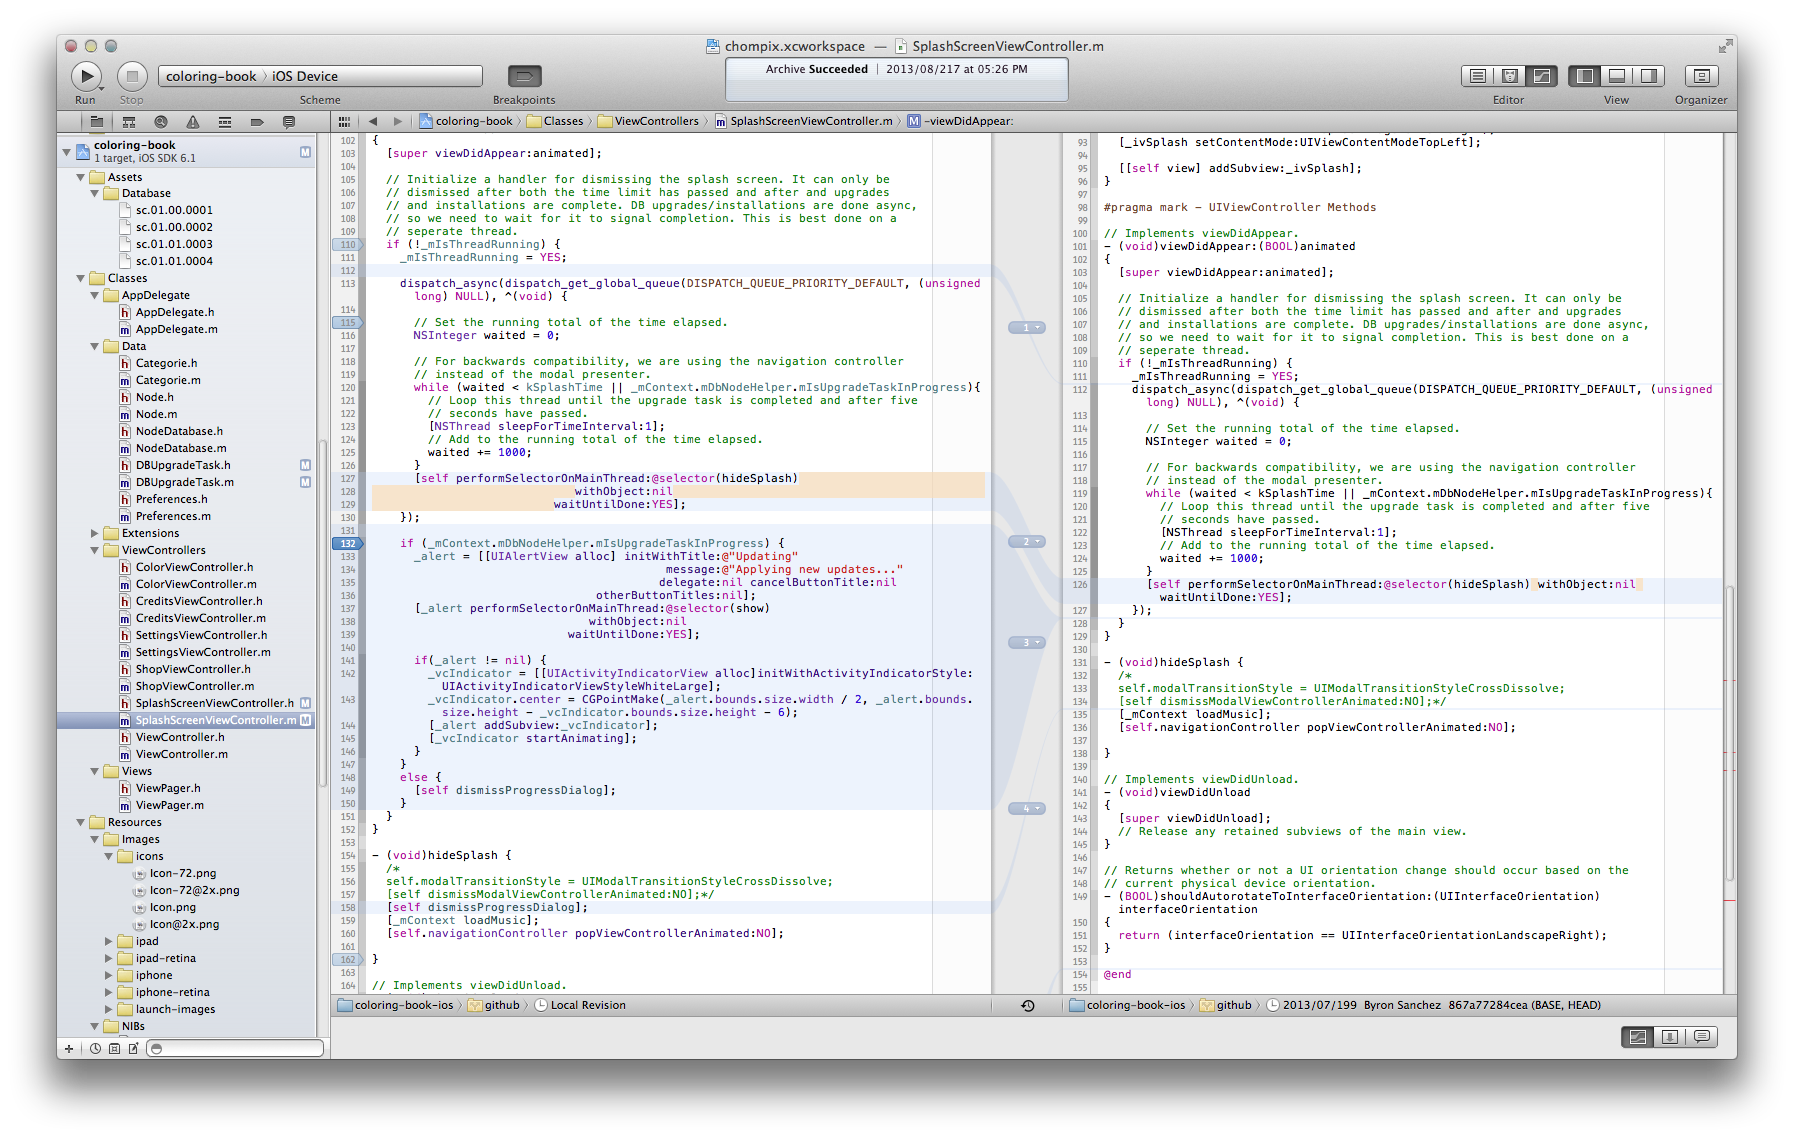 chompix.xcworkspace — SplashScreenViewController.m
coloring-book 〉 iOS Device
Archive Succeeded | 2013/08/217 at 05:26 PM
Run
Stop
Scheme
Breakpoints
Editor
View
Organizer
coloring-book 〉 Classes 〉 ViewControllers 〉 SplashScreenViewController.m 〉 M -viewDidAppear:
coloring-book
1 target, iOS SDK 6.1
M
Assets
Database
sc.01.00.0001
sc.01.00.0002
sc.01.01.0003
sc.01.01.0004
Classes
AppDelegate
h AppDelegate.h
m AppDelegate.m
Data
h Categorie.h
m Categorie.m
h Node.h
m Node.m
h NodeDatabase.h
m NodeDatabase.m
h DBUpgradeTask.h M
m DBUpgradeTask.m M
h Preferences.h
m Preferences.m
Extensions
ViewControllers
h ColorViewController.h
m ColorViewController.m
h CreditsViewController.h
m CreditsViewController.m
h SettingsViewController.h
m SettingsViewController.m
h ShopViewController.h
m ShopViewController.m
h SplashScreenViewController.h M
m SplashScreenViewController.m M
h ViewController.h
m ViewController.m
Views
h ViewPager.h
m ViewPager.m
Resources
Images
icons
Icon-72.png
Icon-72@2x.png
Icon.png
Icon@2x.png
ipad
ipad-retina
iphone
iphone-retina
launch-images
NIBs
102 {
103 [super viewDidAppear:animated];
104
105 // Initialize a handler for dismissing the splash screen. It can only be
106 // dismissed after both the time limit has passed and after and upgrades
107 // and installations are complete. DB upgrades/installations are done async,
108 // so we need to wait for it to signal completion. This is best done on a
109 // seperate thread.
110 if (!_mIsThreadRunning) {
111 _mIsThreadRunning = YES;
112
113 dispatch_async(dispatch_get_global_queue(DISPATCH_QUEUE_PRIORITY_DEFAULT, (unsigned
long) NULL), ^(void) {
114
115 // Set the running total of the time elapsed.
116 NSInteger waited = 0;
117
118 // For backwards compatibility, we are using the navigation controller
119 // instead of the modal presenter.
120 while (waited < kSplashTime || _mContext.mDbNodeHelper.mIsUpgradeTaskInProgress){
121 // Loop this thread until the upgrade task is completed and after five
122 // seconds have passed.
123 [NSThread sleepForTimeInterval:1];
124 // Add to the running total of the time elapsed.
125 waited += 1000;
126 }
127 [self performSelectorOnMainThread:@selector(hideSplash)
128 withObject:nil
129 waitUntilDone:YES];
130 });
131
132 if (_mContext.mDbNodeHelper.mIsUpgradeTaskInProgress) {
133 _alert = [[UIAlertView alloc] initWithTitle:@"Updating"
134 message:@"Applying new updates..."
135 delegate:nil cancelButtonTitle:nil
136 otherButtonTitles:nil];
137 [_alert performSelectorOnMainThread:@selector(show)
138 withObject:nil
139 waitUntilDone:YES];
140
141 if(_alert != nil) {
142 _vcIndicator = [[UIActivityIndicatorView alloc]initWithActivityIndicatorStyle:
UIActivityIndicatorViewStyleWhiteLarge];
143 _vcIndicator.center = CGPointMake(_alert.bounds.size.width / 2, _alert.bounds.
size.height - _vcIndicator.bounds.size.height - 6);
144 [_alert addSubview:_vcIndicator];
145 [_vcIndicator startAnimating];
146 }
147 }
148 else {
149 [self dismissProgressDialog];
150 }
151 }
152 }
153
154 - (void)hideSplash {
155 /*
156 self.modalTransitionStyle = UIModalTransitionStyleCrossDissolve;
157 [self dismissModalViewControllerAnimated:NO];*/
158 [self dismissProgressDialog];
159 [_mContext loadMusic];
160 [self.navigationController popViewControllerAnimated:NO];
161
162 }
163
164 // Implements viewDidUnload.
1
2
3
4
93 [_ivSplash setContentMode:UIViewContentModeTopLeft];
94
95 [[self view] addSubview:_ivSplash];
96 }
97
98 #pragma mark - UIViewController Methods
99
100 // Implements viewDidAppear.
101 - (void)viewDidAppear:(BOOL)animated
102 {
103 [super viewDidAppear:animated];
104
105 // Initialize a handler for dismissing the splash screen. It can only be
106 // dismissed after both the time limit has passed and after and upgrades
107 // and installations are complete. DB upgrades/installations are done async,
108 // so we need to wait for it to signal completion. This is best done on a
109 // seperate thread.
110 if (!_mIsThreadRunning) {
111 _mIsThreadRunning = YES;
112 dispatch_async(dispatch_get_global_queue(DISPATCH_QUEUE_PRIORITY_DEFAULT, (unsigned
long) NULL), ^(void) {
113
114 // Set the running total of the time elapsed.
115 NSInteger waited = 0;
116
117 // For backwards compatibility, we are using the navigation controller
118 // instead of the modal presenter.
119 while (waited < kSplashTime || _mContext.mDbNodeHelper.mIsUpgradeTaskInProgress){
120 // Loop this thread until the upgrade task is completed and after five
121 // seconds have passed.
122 [NSThread sleepForTimeInterval:1];
123 // Add to the running total of the time elapsed.
124 waited += 1000;
125 }
126 [self performSelectorOnMainThread:@selector(hideSplash) withObject:nil
waitUntilDone:YES];
127 });
128 }
129 }
130
131 - (void)hideSplash {
132 /*
133 self.modalTransitionStyle = UIModalTransitionStyleCrossDissolve;
134 [self dismissModalViewControllerAnimated:NO];*/
135 [_mContext loadMusic];
136 [self.navigationController popViewControllerAnimated:NO];
137
138 }
139
140 // Implements viewDidUnload.
141 - (void)viewDidUnload
142 {
143 [super viewDidUnload];
144 // Release any retained subviews of the main view.
145 }
146
147 // Returns whether or not a UI orientation change should occur based on the
148 // current physical device orientation.
149 - (BOOL)shouldAutorotateToInterfaceOrientation:(UIInterfaceOrientation)
interfaceOrientation
150 {
151 return (interfaceOrientation == UIInterfaceOrientationLandscapeRight);
152 }
153
154 @end
155
coloring-book-ios 〉 github 〉 Local Revision
coloring-book-ios 〉 github 〉 2013/07/199 Byron Sanchez 867a77284cea (BASE, HEAD)